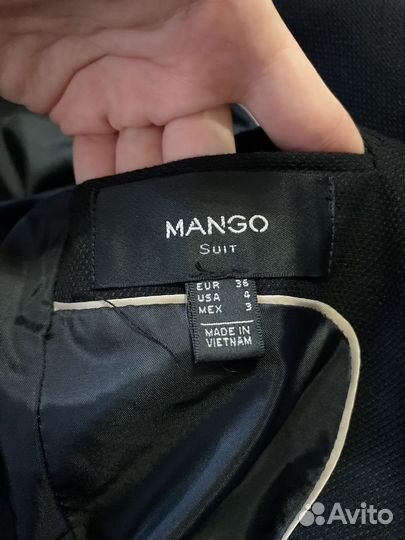 MANGO
SUIT
EUR 36
USA 4
MEX 3
MADE IN
VIETNAM
Avito